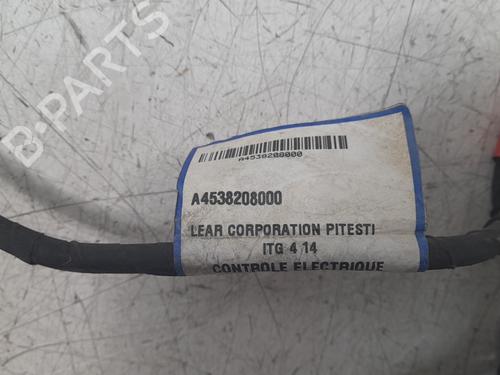 B-PARTS
A4538208000
A4538208000
LEAR CORPORATION PITESTI
ITG 4 14
CONTROLE ELECTRIQUE